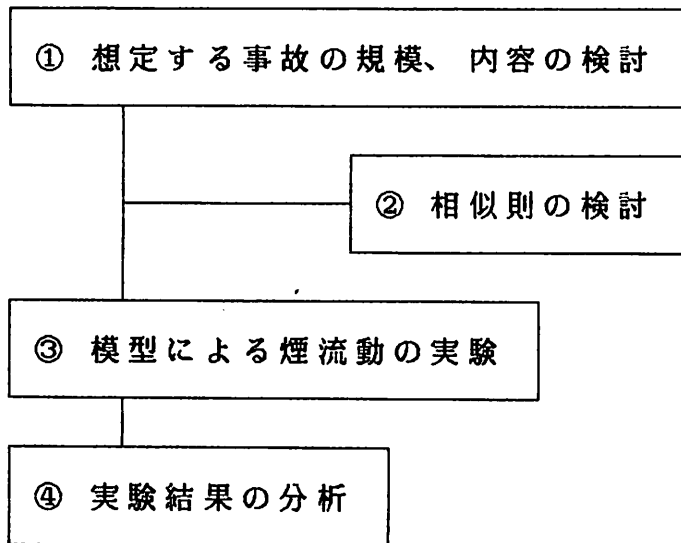 ① 想定する事故の規模、内容の検討
② 相似則の検討
③ 模型による煙流動の実験
④ 実験結果の分析